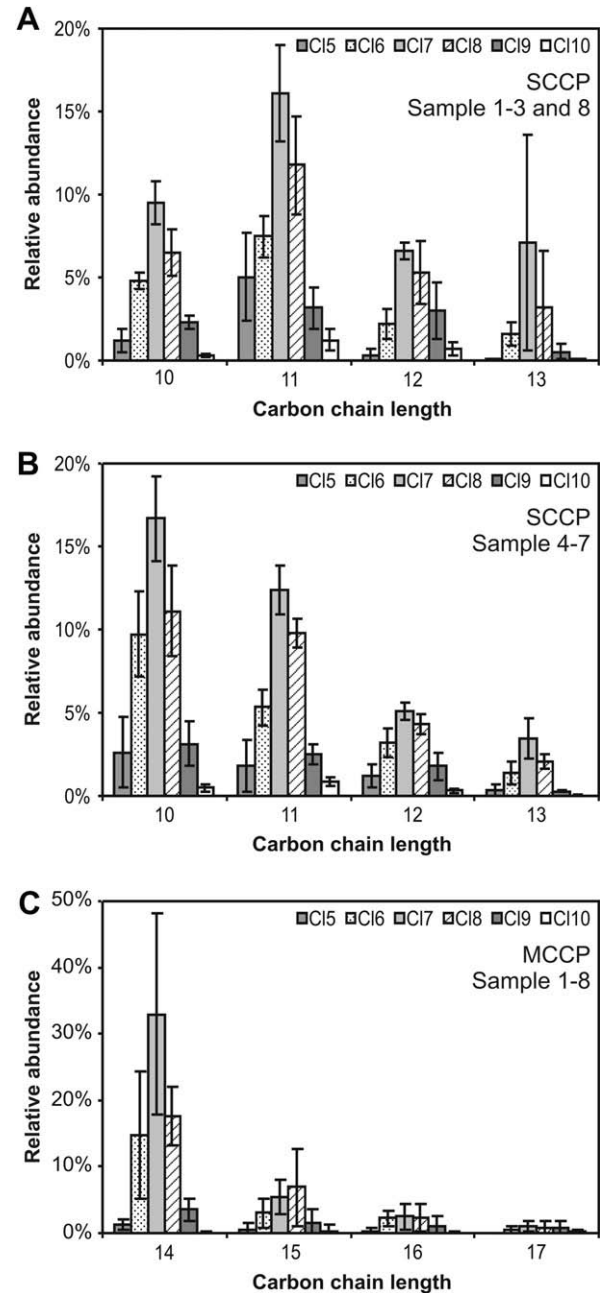 A
20%
15%
10%
5%
0%
Relative abundance
Cl5 Cl6 Cl7 Cl8 Cl9 Cl10
SCCP
Sample 1-3 and 8
10 11 12 13
Carbon chain length
B
20%
15%
10%
5%
0%
Relative abundance
Cl5 Cl6 Cl7 Cl8 Cl9 Cl10
SCCP
Sample 4-7
10 11 12 13
Carbon chain length
C
50%
40%
30%
20%
10%
0%
Relative abundance
Cl5 Cl6 Cl7 Cl8 Cl9 Cl10
MCCP
Sample 1-8
14 15 16 17
Carbon chain length